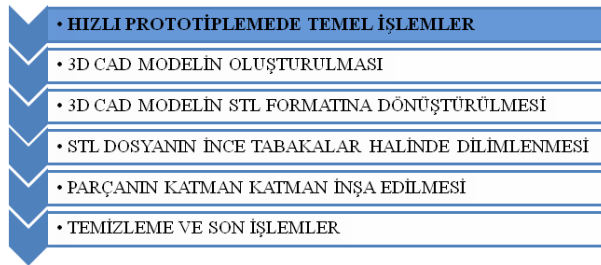 • HIZLI PROTOTİPLEMEDE TEMEL İŞLEMLER
• 3D CAD MODELİN OLUŞTURULMASI
• 3D CAD MODELİN STL FORMATINA DÖNÜŞTÜRÜLMESİ
• STL DOSYANIN İNCE TABAKALAR HALİNDE DİLİMLENMESİ
• PARÇANIN KATMAN KATMAN İNŞA EDİLMESİ
• TEMİZLEME VE SON İŞLEMLER